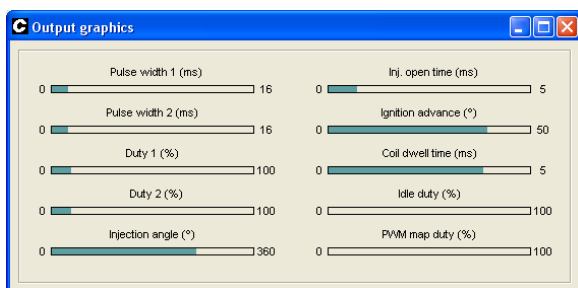 C Output graphics
Pulse width 1 (ms)
0 16
Pulse width 2 (ms)
0 16
Duty 1 (%)
0 100
Duty 2 (%)
0 100
Injection angle (º)
0 360
Inj. open time (ms)
0 5
Ignition advance (º)
0 50
Coil dwell time (ms)
0 5
Idle duty (%)
0 100
PWM map duty (%)
0 100